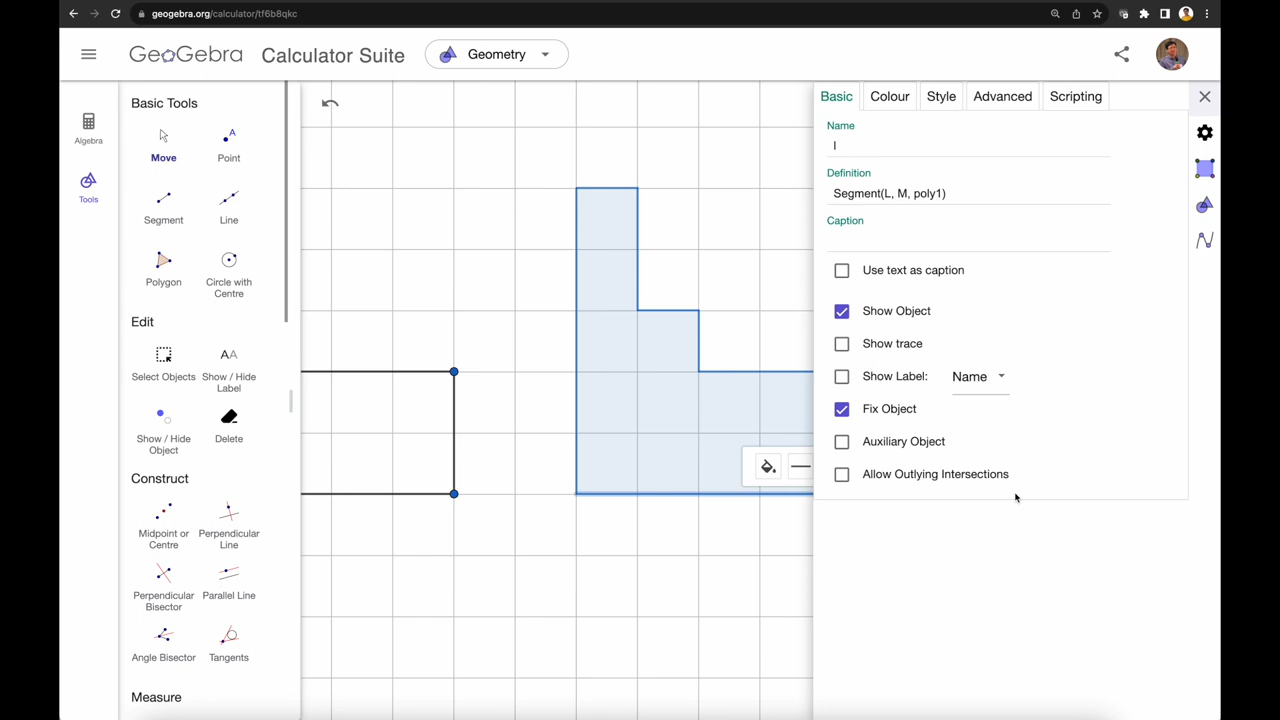 geogebra.org/calculator/tf6b8qkc
GeoGebra
Calculator Suite
Geometry
Algebra
Tools
Basic Tools
Move
Point
Segment
Line
Polygon
Circle with
Centre
Edit
Select Objects
Show / Hide
Label
Show / Hide
Object
Delete
Construct
Midpoint or
Centre
Perpendicular
Line
Perpendicular
Bisector
Parallel Line
Angle Bisector
Tangents
Measure
Basic
Colour
Style
Advanced
Scripting
Name
l
Definition
Segment(L, M, poly1)
Caption
Use text as caption
Show Object
Show trace
Show Label:
Name
Fix Object
Auxiliary Object
Allow Outlying Intersections